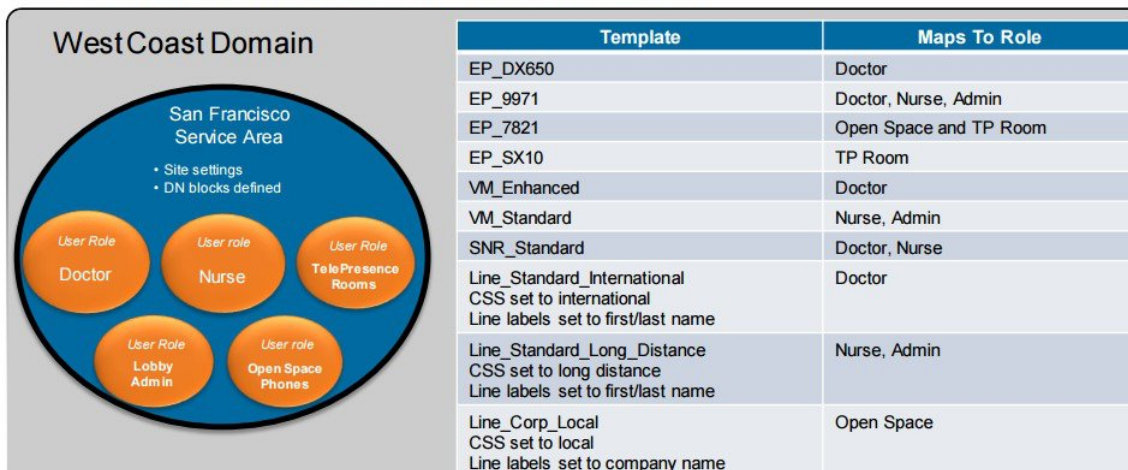 West Coast Domain
San Francisco
Service Area
• Site settings
• DN blocks defined
User Role
Doctor
User role
Nurse
User Role
TelePresence
Rooms
User Role
Lobby
Admin
User role
Open Space
Phones
Template Maps To Role
EP_DX650 Doctor
EP_9971 Doctor, Nurse, Admin
EP_7821 Open Space and TP Room
EP_SX10 TP Room
VM_Enhanced Doctor
VM_Standard Nurse, Admin
SNR_Standard Doctor, Nurse
Line_Standard_International Doctor
CSS set to international
Line labels set to first/last name
Line_Standard_Long_Distance Nurse, Admin
CSS set to long distance
Line labels set to first/last name
Line_Corp_Local Open Space
CSS set to local
Line labels set to company name